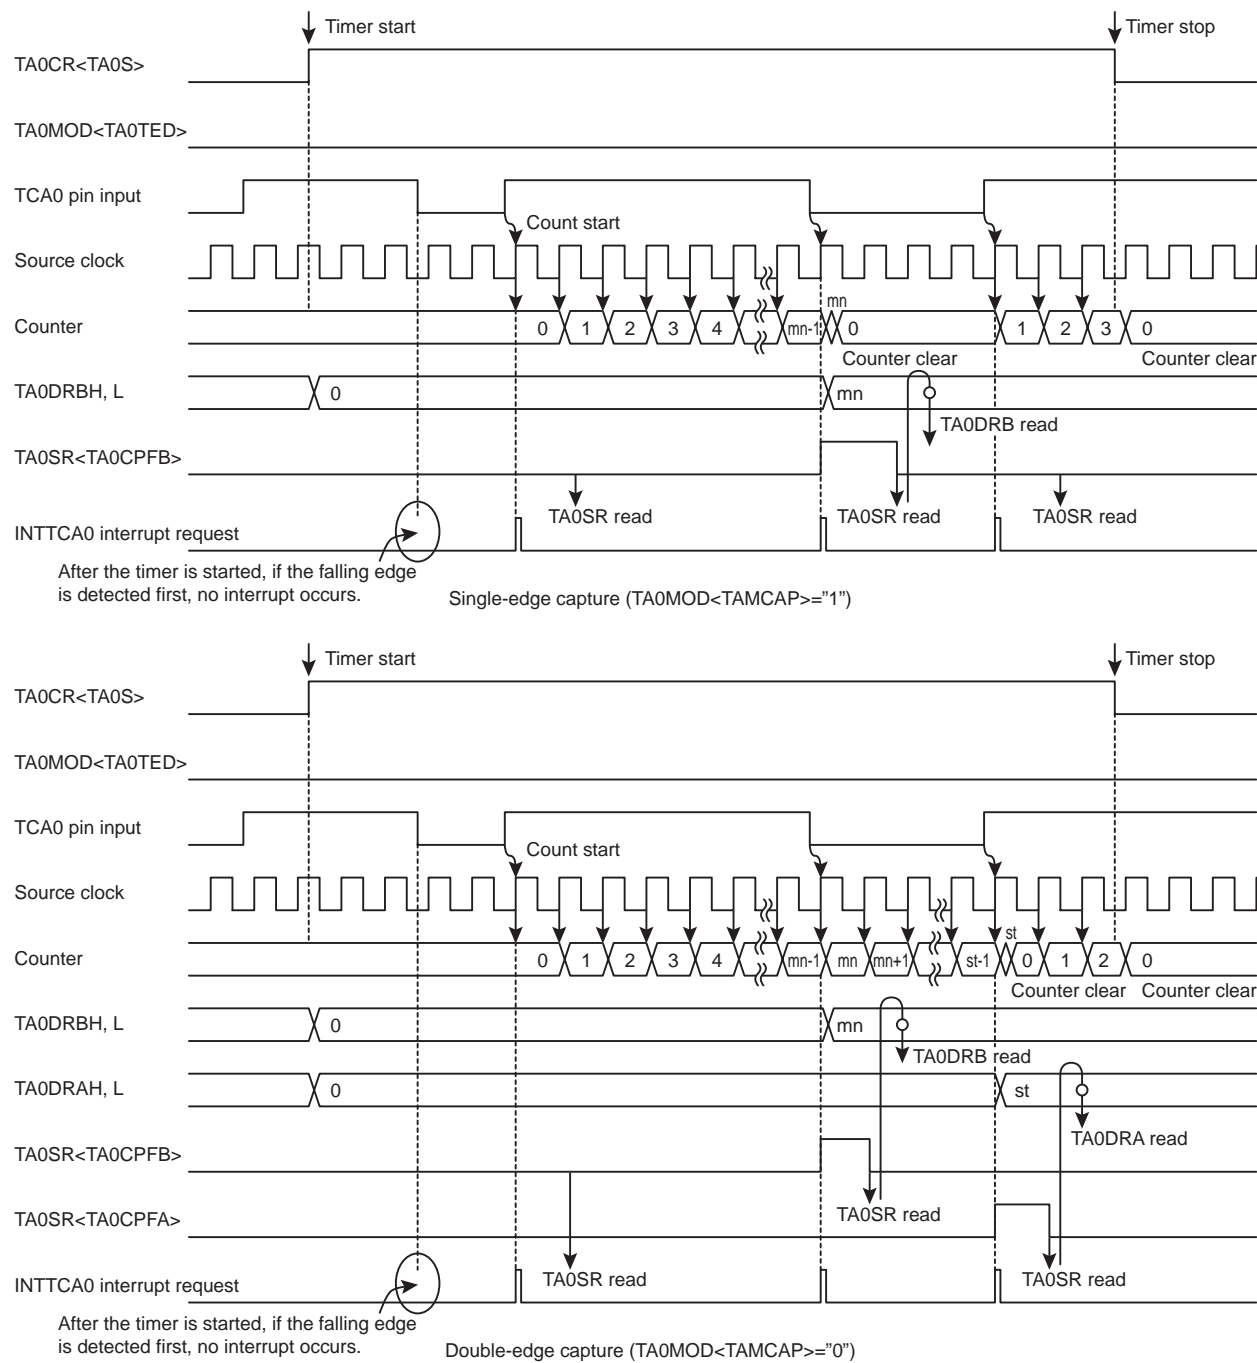 Timer start
Timer stop
TA0CR<TA0S>
TA0MOD<TA0TED>
TCA0 pin input
Count start
Source clock
mn
Counter
0 1 2 3 4 mn-1 0 1 2 3 0
Counter clear
Counter clear
TA0DRBH, L
0
mn
TA0DRB read
TA0SR<TA0CPFB>
TA0SR read
TA0SR read
TA0SR read
INTTCA0 interrupt request
After the timer is started, if the falling edge
is detected first, no interrupt occurs.
Single-edge capture (TA0MOD<TAMCAP>="1")
Timer start
Timer stop
TA0CR<TA0S>
TA0MOD<TA0TED>
TCA0 pin input
Count start
Source clock
st
Counter
0 1 2 3 4 mn-1 mn mn+1 st-1 0 1 2 0
Counter clear
Counter clear
TA0DRBH, L
0
mn
TA0DRB read
TA0DRAH, L
0
st
TA0DRA read
TA0SR<TA0CPFB>
TA0SR read
TA0SR<TA0CPFA>
TA0SR read
TA0SR read
INTTCA0 interrupt request
After the timer is started, if the falling edge
is detected first, no interrupt occurs.
Double-edge capture (TA0MOD<TAMCAP>="0")